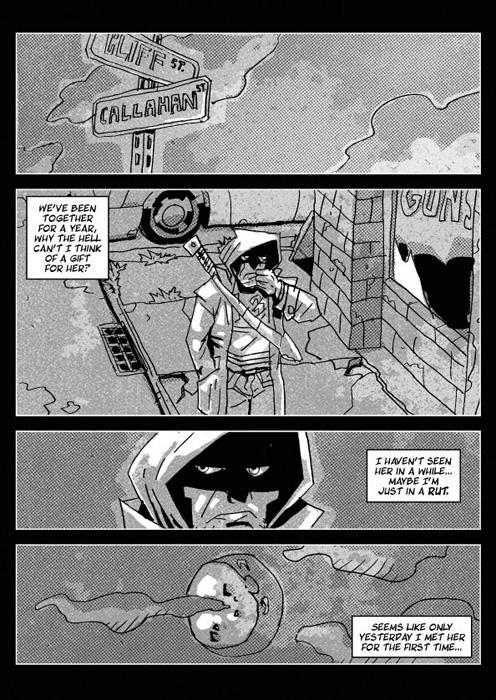 CLIFF ST.
CALLAHAN ST.
WE'VE BEEN
TOGETHER
FOR A YEAR,
WHY THE HELL
CAN'T I THINK
OF A GIFT
FOR HER?
GUNS
I HAVEN'T SEEN
HER IN A WHILE...
MAYBE I'M
JUST IN A RUT.
SEEMS LIKE ONLY
YESTERDAY I MET HER
FOR THE FIRST TIME...